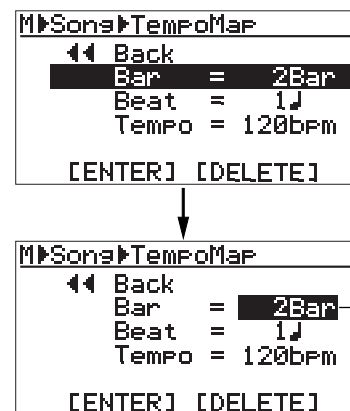 M▶Song▶TempoMap
◀◀ Back
Bar = 2Bar
Beat = 1♩
Tempo = 120bpm
[ENTER] [DELETE]
M▶Song▶TempoMap
◀◀ Back
Bar = 2Bar
Beat = 1♩
Tempo = 120bpm
[ENTER] [DELETE]